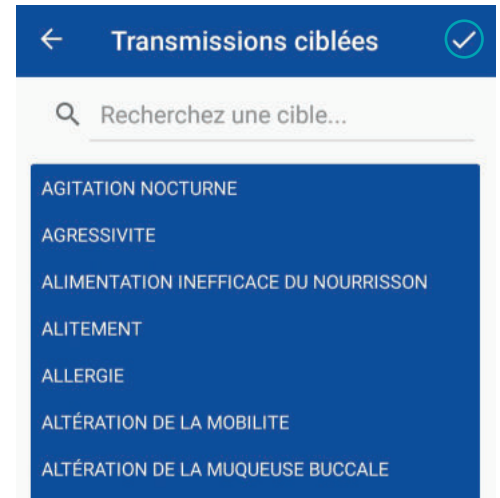 Transmissions ciblées
Recherchez une cible...
AGITATION NOCTURNE
AGRESSIVITE
ALIMENTATION INEFFICACE DU NOURRISSON
ALITEMENT
ALLERGIE
ALTÉRATION DE LA MOBILITE
ALTÉRATION DE LA MUQUEUSE BUCCALE